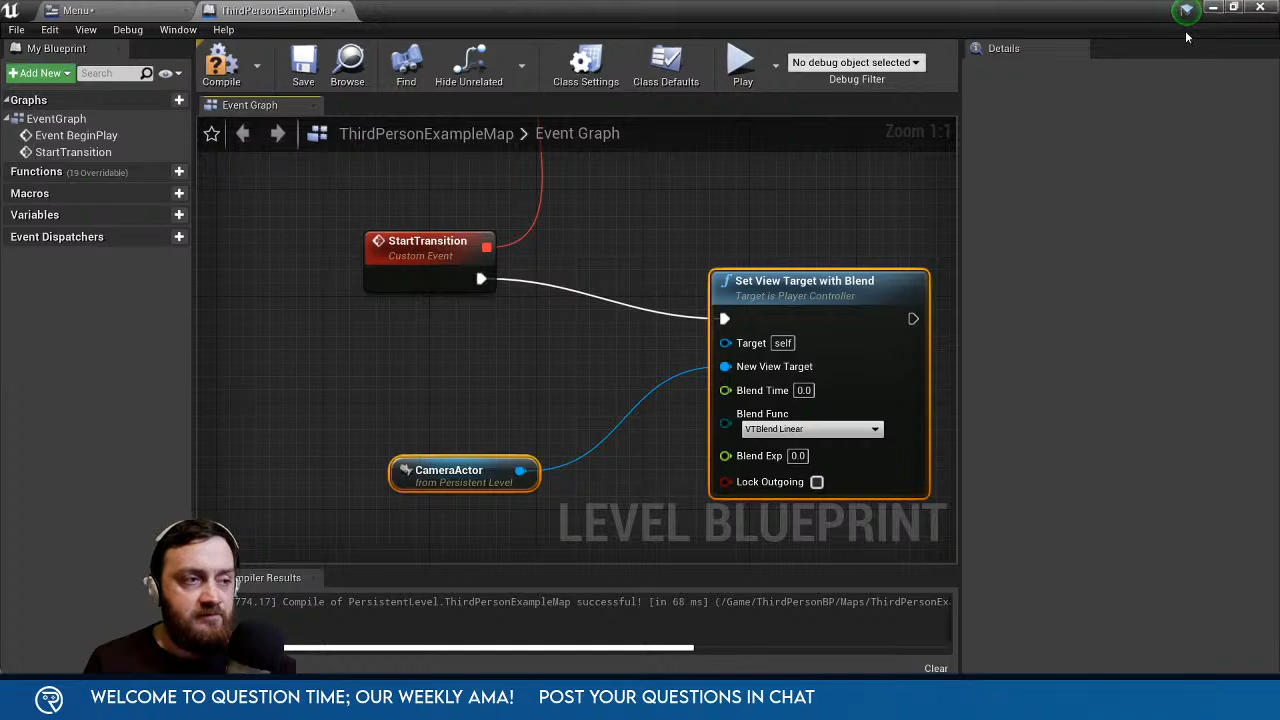 Menu*
ThirdPersonExampleMap*
File Edit View Debug Window Help
My Blueprint
Details
Add New
Search
Compile
Save
Browse
Find
Hide Unrelated
Class Settings
Class Defaults
Play
No debug object selected
Debug Filter
Graphs
EventGraph
Event BeginPlay
StartTransition
Functions (19 Overridable)
Macros
Variables
Event Dispatchers
Event Graph
ThirdPersonExampleMap > Event Graph
Zoom 1:1
StartTransition
Custom Event
Set View Target with Blend
Target is Player Controller
Target self
New View Target
Blend Time 0.0
Blend Func
VTBlend Linear
Blend Exp 0.0
Lock Outgoing
CameraActor
from Persistent Level
LEVEL BLUEPRINT
mpiler Results
774.17] Compile of PersistentLevel.ThirdPersonExampleMap successful! [in 68 ms] (/Game/ThirdPersonBP/Maps/ThirdPersonEx
Clear
WELCOME TO QUESTION TIME; OUR WEEKLY AMA! POST YOUR QUESTIONS IN CHAT